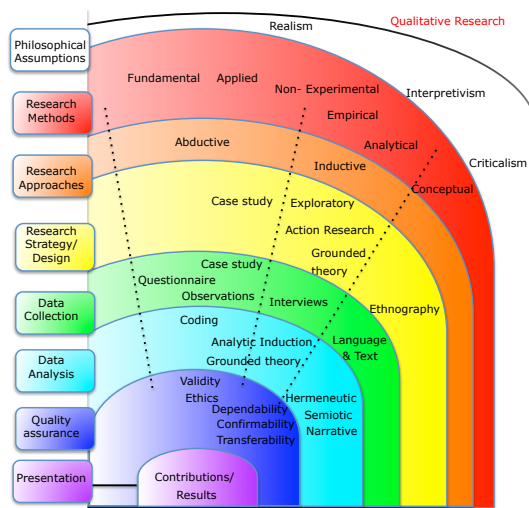 Realism
Qualitative Research
Philosophical
Assumptions
Fundamental
Applied
Non- Experimental
Interpretivism
Research
Methods
Empirical
Abductive
Analytical
Inductive
Criticalism
Research
Approaches
Conceptual
Case study
Exploratory
Research
Strategy/
Design
Action Research
Grounded
theory
Case study
Questionnaire
Observations
Interviews
Ethnography
Data
Collection
Coding
Language
& Text
Analytic Induction
Grounded theory
Data
Analysis
Validity
Ethics
Hermeneutic
Semiotic
Narrative
Dependability
Confirmability
Transferability
Quality
assurance
Presentation
Contributions/
Results